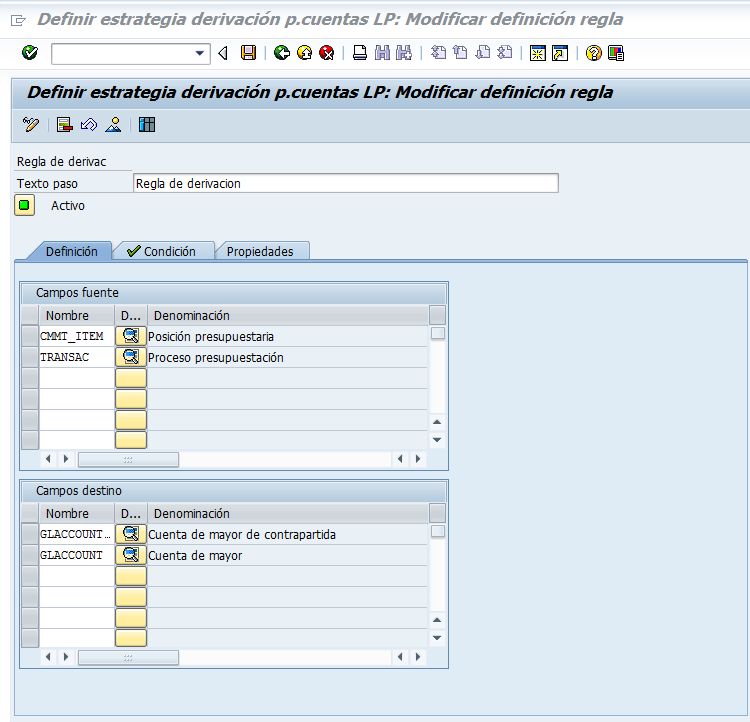 Definir estrategia derivación p.cuentas LP: Modificar definición regla
Definir estrategia derivación p.cuentas LP: Modificar definición regla
Regla de derivac
Texto paso Regla de derivacion
Activo
Definición Condición Propiedades
Campos fuente
Nombre D... Denominación
CMMT_ITEM Posición presupuestaria
TRANSAC Proceso presupuestación
Campos destino
Nombre D... Denominación
GLACCOUNT… Cuenta de mayor de contrapartida
GLACCOUNT Cuenta de mayor